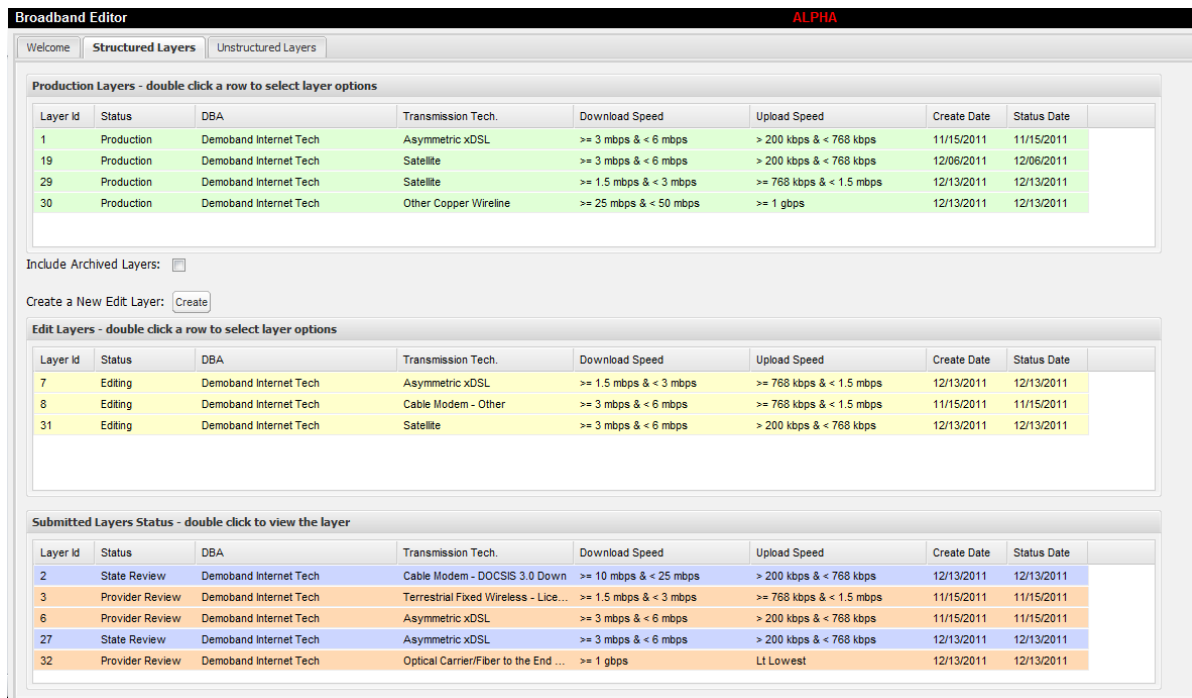 Broadband Editor ALPHA
Welcome Structured Layers Unstructured Layers
Production Layers - double click a row to select layer options
Layer Id Status DBA Transmission Tech. Download Speed Upload Speed Create Date Status Date
1 Production Demoband Internet Tech Asymmetric xDSL >= 3 mbps & < 6 mbps > 200 kbps & < 768 kbps 11/15/2011 11/15/2011
19 Production Demoband Internet Tech Satellite >= 3 mbps & < 6 mbps > 200 kbps & < 768 kbps 12/06/2011 12/06/2011
29 Production Demoband Internet Tech Satellite >= 1.5 mbps & < 3 mbps >= 768 kbps & < 1.5 mbps 12/13/2011 12/13/2011
30 Production Demoband Internet Tech Other Copper Wireline >= 25 mbps & < 50 mbps >= 1 gbps 12/13/2011 12/13/2011
Include Archived Layers:
Create a New Edit Layer: Create
Edit Layers - double click a row to select layer options
Layer Id Status DBA Transmission Tech. Download Speed Upload Speed Create Date Status Date
7 Editing Demoband Internet Tech Asymmetric xDSL >= 1.5 mbps & < 3 mbps >= 768 kbps & < 1.5 mbps 12/13/2011 12/13/2011
8 Editing Demoband Internet Tech Cable Modem - Other >= 3 mbps & < 6 mbps >= 768 kbps & < 1.5 mbps 11/15/2011 11/15/2011
31 Editing Demoband Internet Tech Satellite >= 3 mbps & < 6 mbps > 200 kbps & < 768 kbps 12/13/2011 12/13/2011
Submitted Layers Status - double click to view the layer
Layer Id Status DBA Transmission Tech. Download Speed Upload Speed Create Date Status Date
2 State Review Demoband Internet Tech Cable Modem - DOCSIS 3.0 Down >= 10 mbps & < 25 mbps > 200 kbps & < 768 kbps 12/13/2011 12/13/2011
3 Provider Review Demoband Internet Tech Terrestrial Fixed Wireless - Lice... >= 1.5 mbps & < 3 mbps >= 768 kbps & < 1.5 mbps 11/15/2011 11/15/2011
6 Provider Review Demoband Internet Tech Asymmetric xDSL >= 3 mbps & < 6 mbps > 200 kbps & < 768 kbps 11/15/2011 11/15/2011
27 State Review Demoband Internet Tech Asymmetric xDSL >= 3 mbps & < 6 mbps > 200 kbps & < 768 kbps 12/13/2011 12/13/2011
32 Provider Review Demoband Internet Tech Optical Carrier/Fiber to the End ... >= 1 gbps Lt Lowest 12/13/2011 12/13/2011